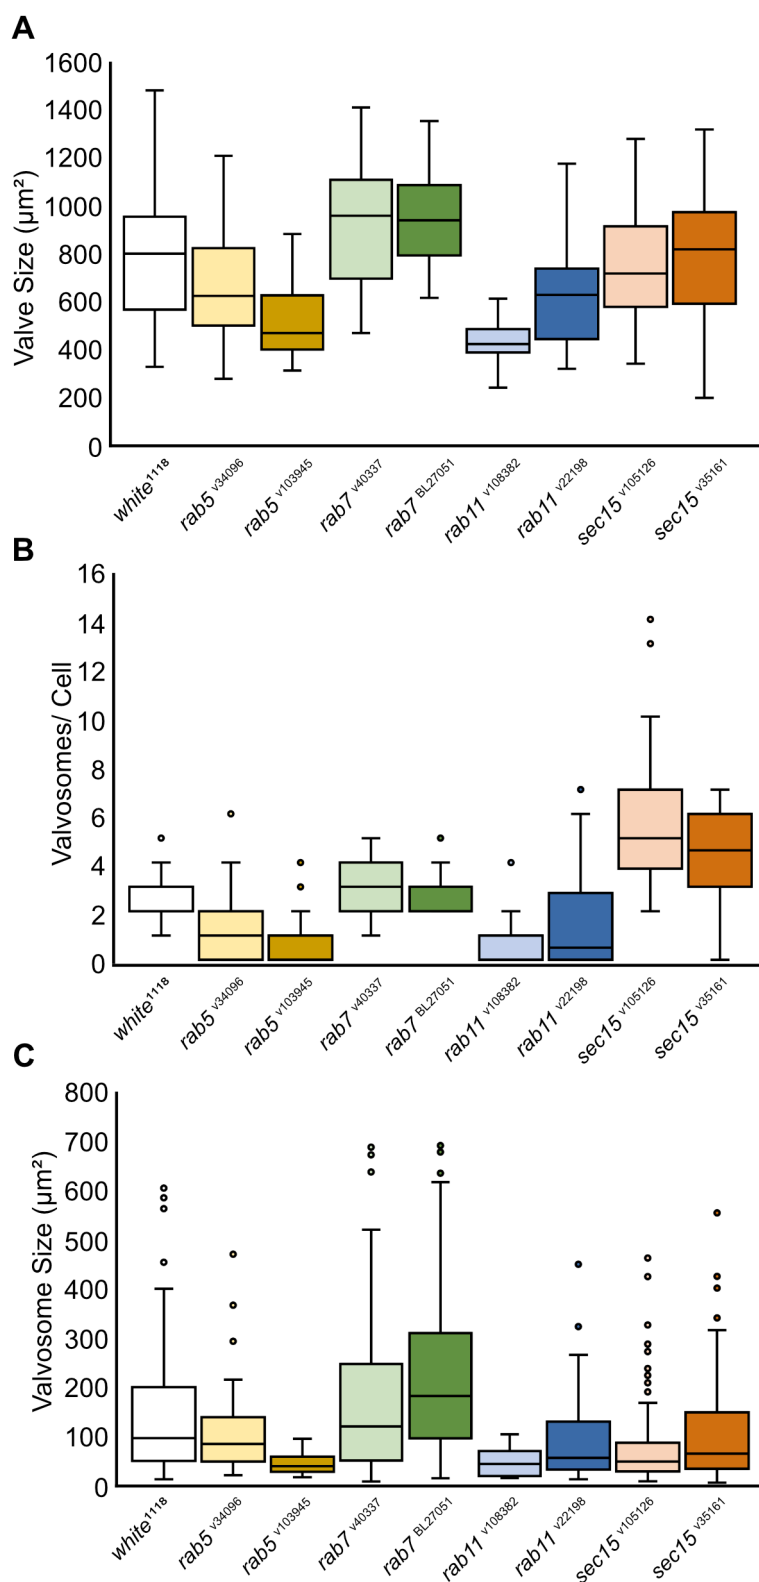 A
Valve Size (μm²)
1600
1400
1200
1000
800
600
400
200
0
white¹¹¹⁸
rab5 v34096
rab5 v103945
rab7 v40337
rab7 BL27051
rab11 v108382
rab11 v22198
sec15 v105126
sec15 v35161
B
Valvosomes/ Cell
16
14
12
10
8
6
4
2
0
white¹¹¹⁸
rab5 v34096
rab5 v103945
rab7 v40337
rab7 BL27051
rab11 v108382
rab11 v22198
sec15 v105126
sec15 v35161
C
Valvosome Size (μm²)
800
700
600
500
400
300
200
100
0
white¹¹¹⁸
rab5 v34096
rab5 v103945
rab7 v40337
rab7 BL27051
rab11 v108382
rab11 v22198
sec15 v105126
sec15 v35161